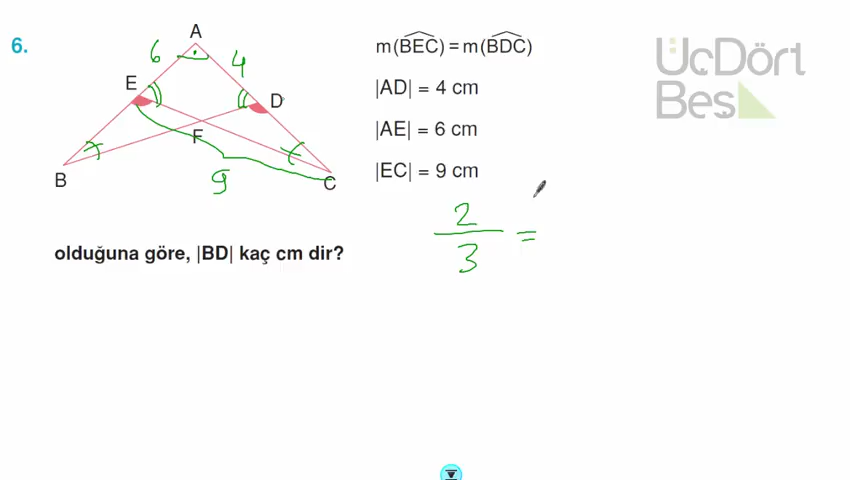 6.
A
6
4
E
D
F
B
C
9
m(BEC) = m(BDC)
|AD| = 4 cm
|AE| = 6 cm
|EC| = 9 cm
ÜçDört
Beş
2
3
=
olduğuna göre, |BD| kaç cm dir?